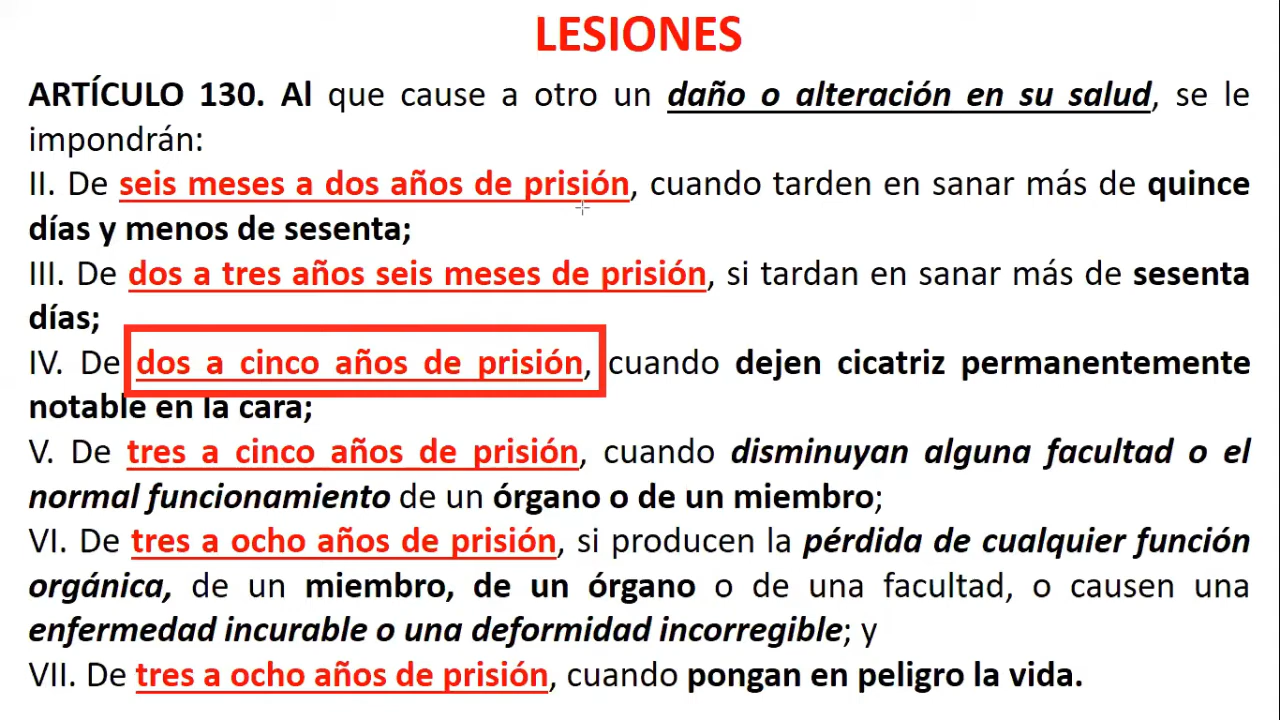 LESIONES
ARTÍCULO 130. Al que cause a otro un daño o alteración en su salud, se le
impondrán:
II. De seis meses a dos años de prisión, cuando tarden en sanar más de quince
días y menos de sesenta;
III. De dos a tres años seis meses de prisión, si tardan en sanar más de sesenta
días;
IV. De dos a cinco años de prisión, cuando dejen cicatriz permanentemente
notable en la cara;
V. De tres a cinco años de prisión, cuando disminuyan alguna facultad o el
normal funcionamiento de un órgano o de un miembro;
VI. De tres a ocho años de prisión, si producen la pérdida de cualquier función
orgánica, de un miembro, de un órgano o de una facultad, o causen una
enfermedad incurable o una deformidad incorregible; y
VII. De tres a ocho años de prisión, cuando pongan en peligro la vida.